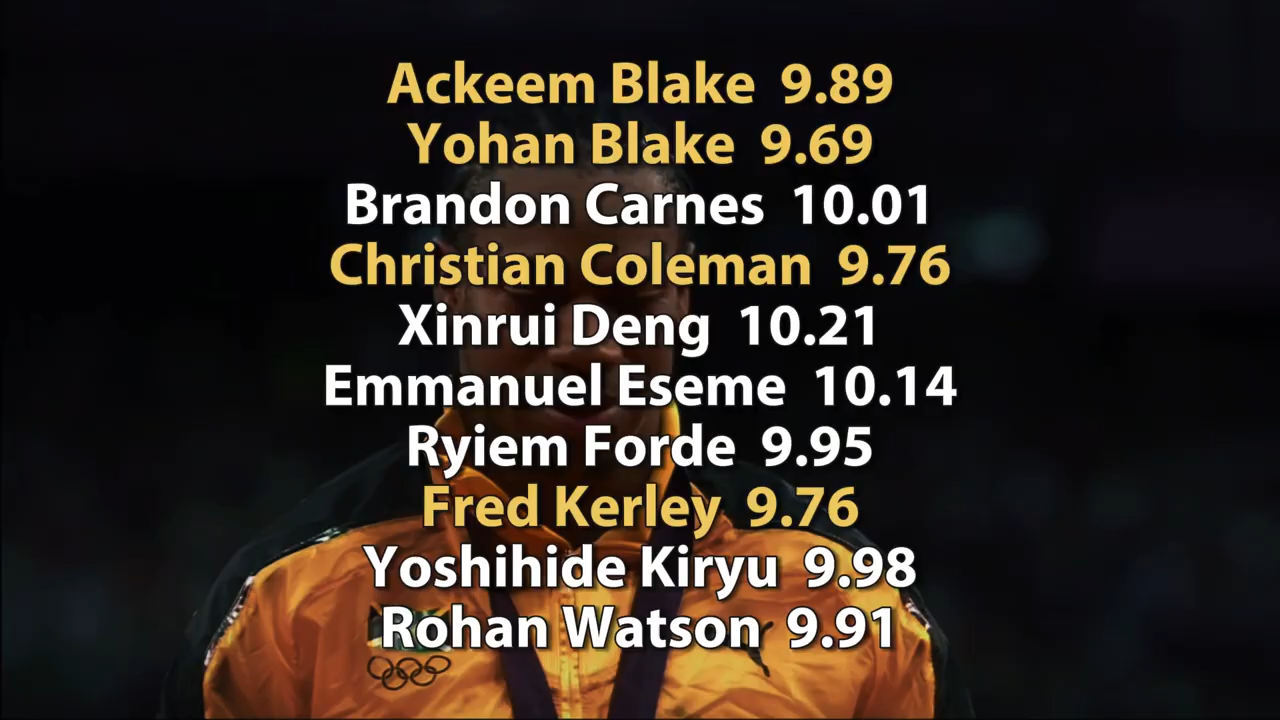 Ackeem Blake 9.89
Yohan Blake 9.69
Brandon Carnes 10.01
Christian Coleman 9.76
Xinrui Deng 10.21
Emmanuel Eseme 10.14
Ryiem Forde 9.95
Fred Kerley 9.76
Yoshihide Kiryu 9.98
Rohan Watson 9.91